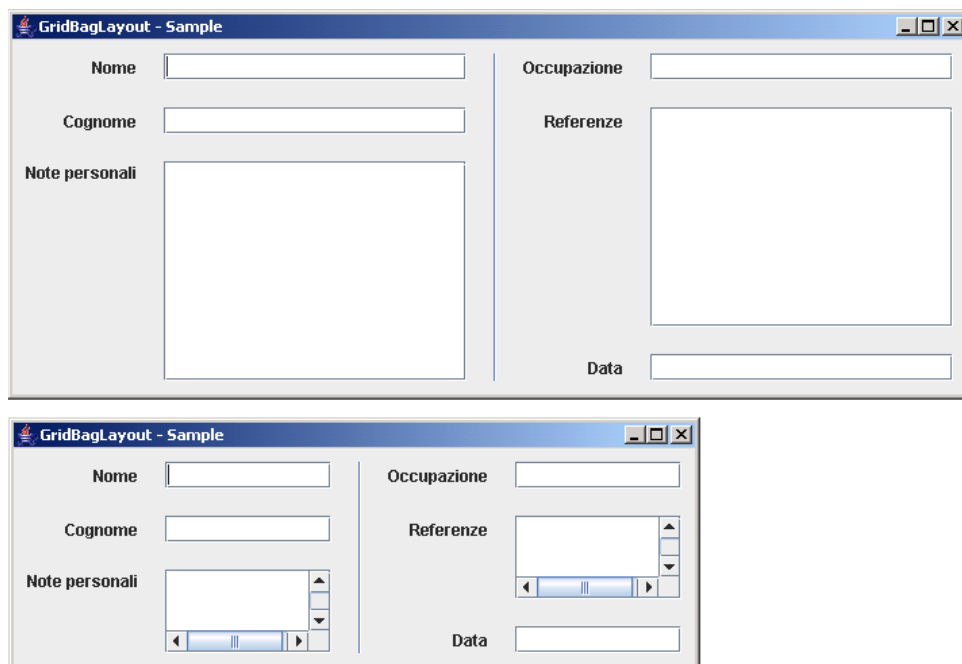 GridBagLayout - Sample
Nome
Occupazione
Cognome
Referenze
Note personali
Data
GridBagLayout - Sample
Nome
Occupazione
Cognome
Referenze
Note personali
Data